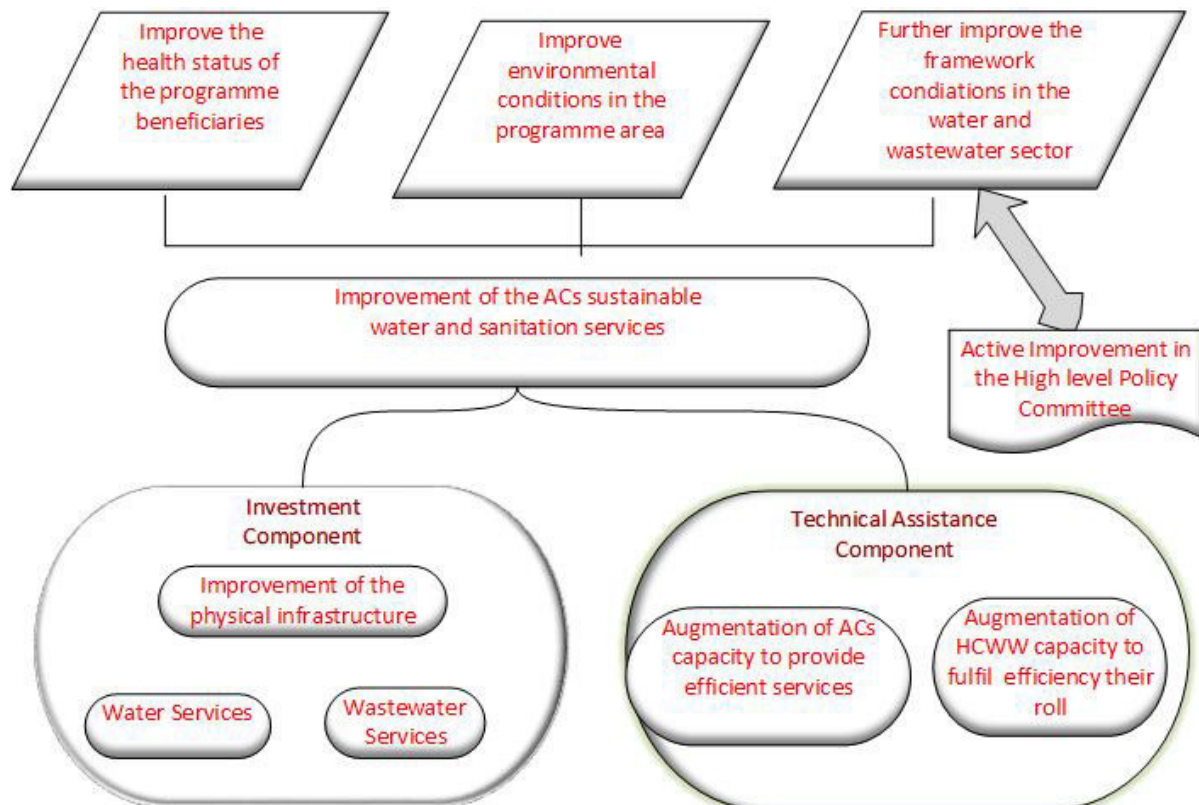 Improve the
health status of
the programme
beneficiaries
Improve
environmental
conditions in the
programme area
Further improve the
framework
condiations in the
water and
wastewater sector
Improvement of the ACs sustainable
water and sanitation services
Active Improvement in
the High level Policy
Committee
Investment
Component
Improvement of the
physical infrastructure
Water Services
Wastewater
Services
Technical Assistance
Component
Augmentation of ACs
capacity to provide
efficient services
Augmentation of
HCWW capacity to
fulfil efficiency their
roll